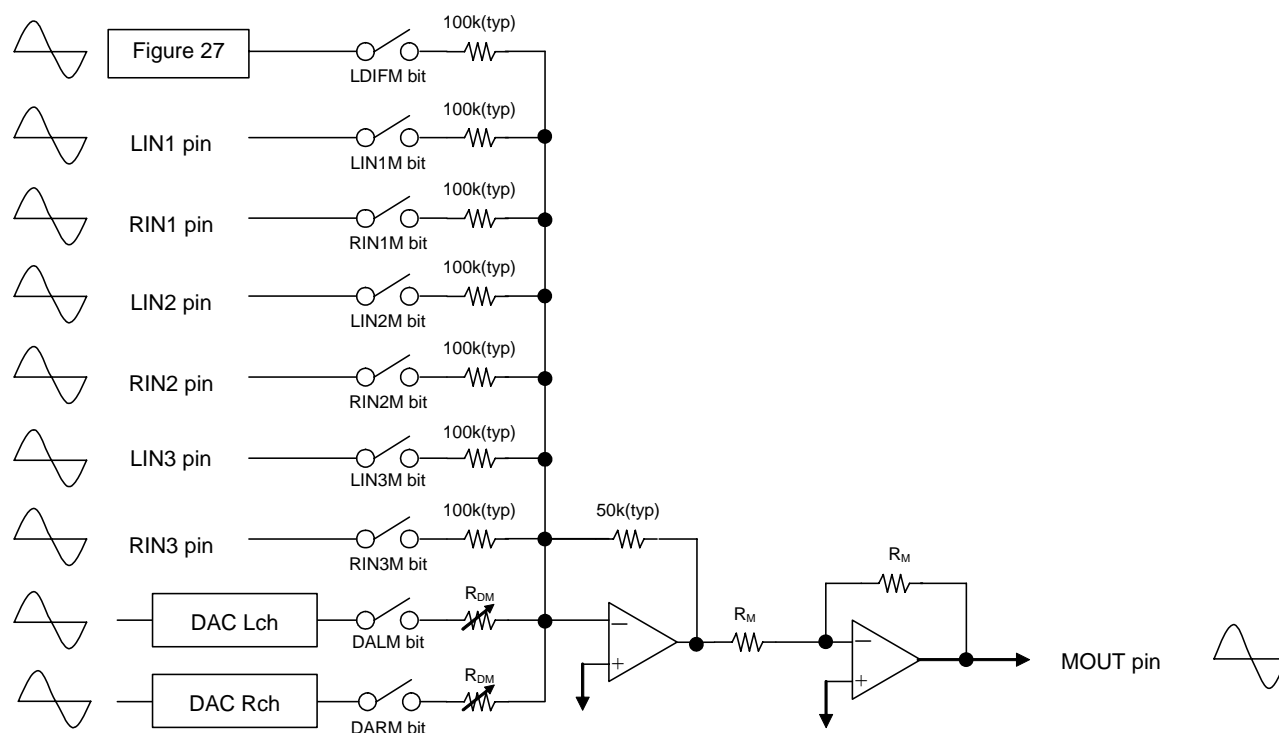 100k(typ)
Figure 27
LDIFM bit
100k(typ)
LIN1 pin
LIN1M bit
100k(typ)
RIN1 pin
RIN1M bit
100k(typ)
LIN2 pin
LIN2M bit
100k(typ)
RIN2 pin
RIN2M bit
100k(typ)
LIN3 pin
LIN3M bit
100k(typ)
50k(typ)
RIN3 pin
RIN3M bit
RM
RDM
DAC Lch
DALM bit
−
+
RM
−
+
MOUT pin
RDM
DAC Rch
DARM bit